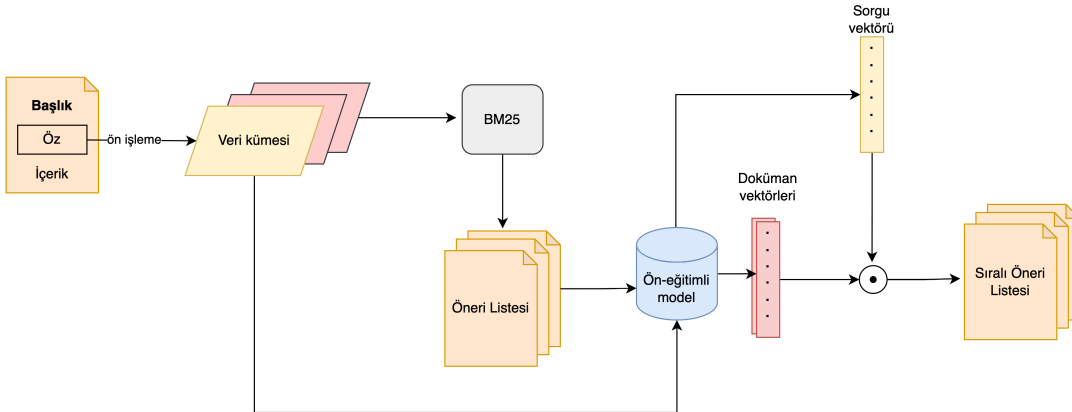 Başlık
Öz
İçerik
ön işleme
Veri kümesi
BM25
Öneri Listesi
Ön-eğitimli
model
Doküman
vektörleri
Sorgu
vektörü
Sıralı Öneri
Listesi